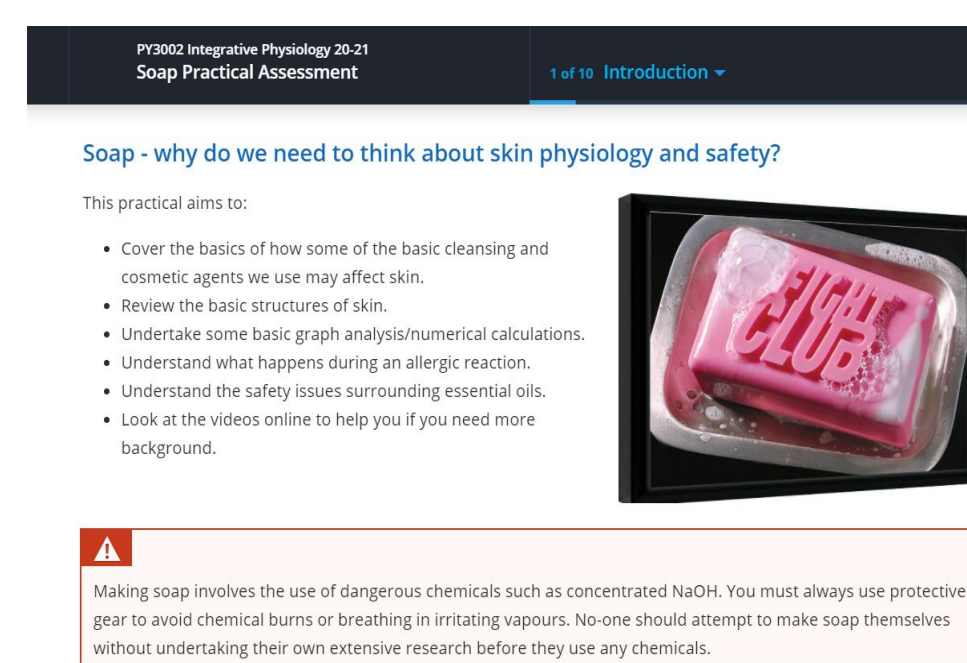 PY3002 Integrative Physiology 20-21
Soap Practical Assessment
1 of 10 Introduction
Soap - why do we need to think about skin physiology and safety?
This practical aims to:
• Cover the basics of how some of the basic cleansing and
cosmetic agents we use may affect skin.
• Review the basic structures of skin.
• Undertake some basic graph analysis/numerical calculations.
• Understand what happens during an allergic reaction.
• Understand the safety issues surrounding essential oils.
• Look at the videos online to help you if you need more
background.
FIGHT
CLUB
Making soap involves the use of dangerous chemicals such as concentrated NaOH. You must always use protective
gear to avoid chemical burns or breathing in irritating vapours. No-one should attempt to make soap themselves
without undertaking their own extensive research before they use any chemicals.